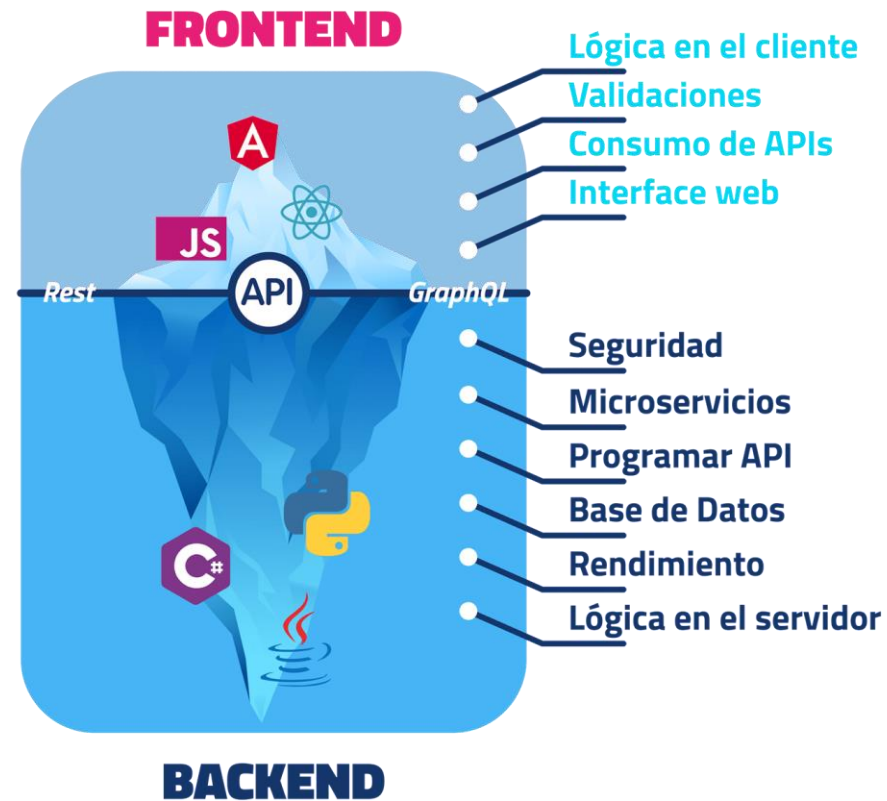 FRONTEND
Lógica en el cliente
Validaciones
Consumo de APIs
Interface web
A
JS
Rest
API
GraphQL
Seguridad
Microservicios
Programar API
Base de Datos
Rendimiento
Lógica en el servidor
C#
BACKEND